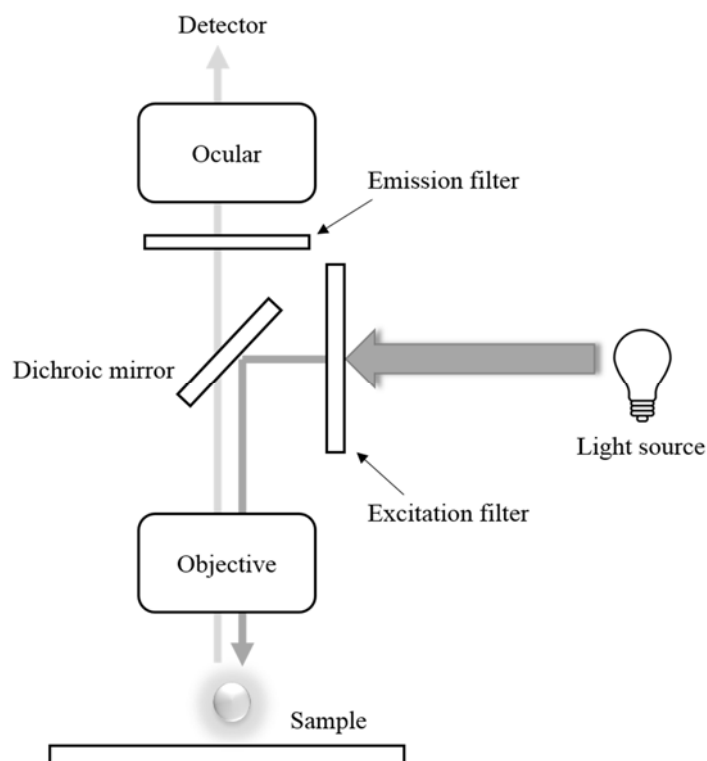 Detector
Ocular
Emission filter
Dichroic mirror
Light source
Excitation filter
Objective
Sample